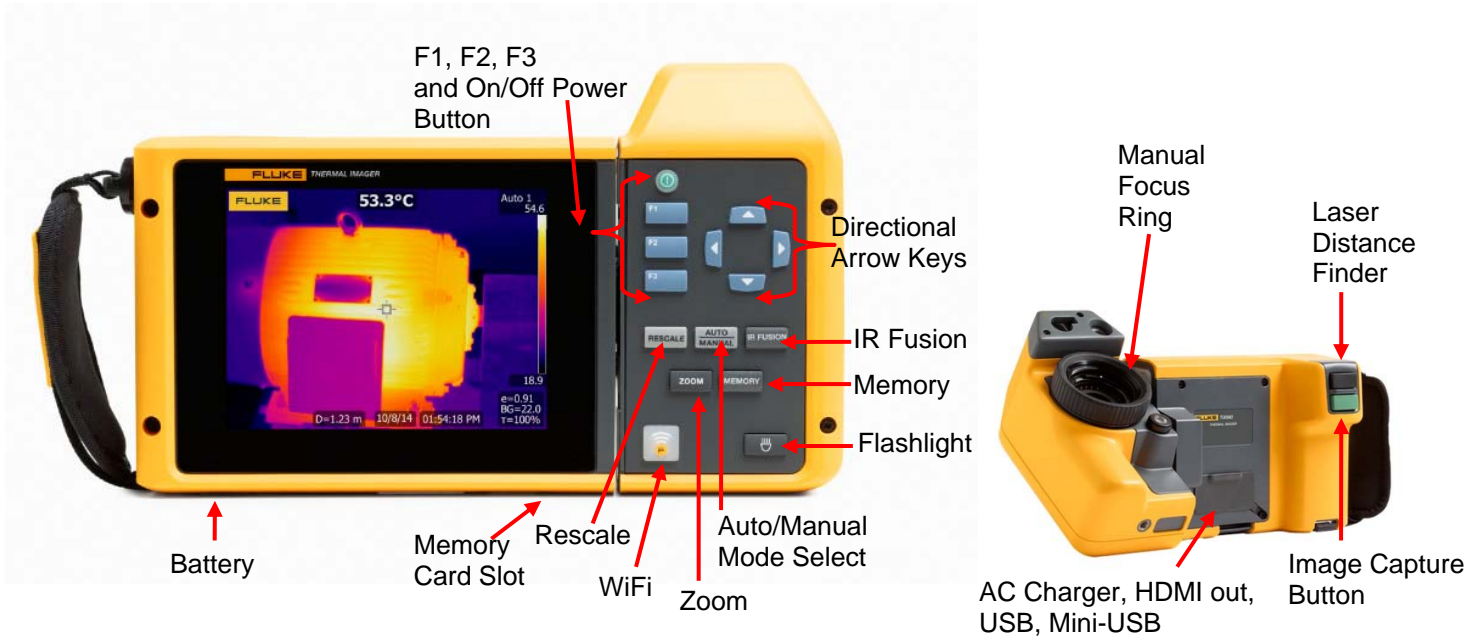 F1, F2, F3
and On/Off Power
Button
FLUKE THERMAL IMAGER
FLUKE
53.3°C
Auto 1
54.6
18.9
e=0.91
BG=22.0
T=100%
D=1.23 m
10/8/14
01:54:18 PM
F1
F2
F3
RESCALE
AUTO
MANUAL
IR FUSION
ZOOM
MEMORY
Directional
Arrow Keys
IR Fusion
Memory
Flashlight
Battery
Memory
Card Slot
Rescale
WiFi
Zoom
Auto/Manual
Mode Select
Manual
Focus
Ring
Laser
Distance
Finder
FLUKE
THERMAL IMAGER
AC Charger, HDMI out,
USB, Mini-USB
Image Capture
Button